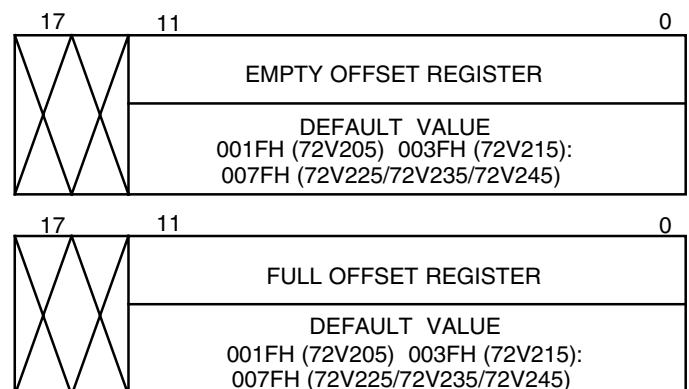 17 11 0
EMPTY OFFSET REGISTER
DEFAULT VALUE
001FH (72V205) 003FH (72V215):
007FH (72V225/72V235/72V245)
17 11 0
FULL OFFSET REGISTER
DEFAULT VALUE
001FH (72V205) 003FH (72V215):
007FH (72V225/72V235/72V245)